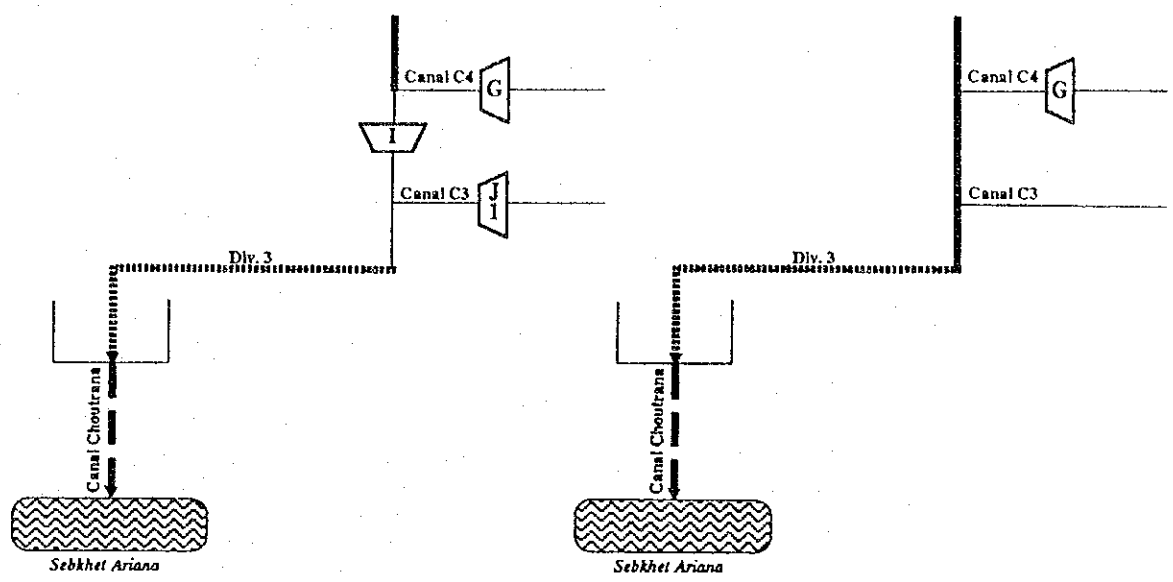 Canal C4
G
I
Canal C3
J
1
Div. 3
Canal Choutrana
Sebkhet Ariana
Canal C4
G
Canal C3
Div. 3
Canal Choutrana
Sebkhet Ariana